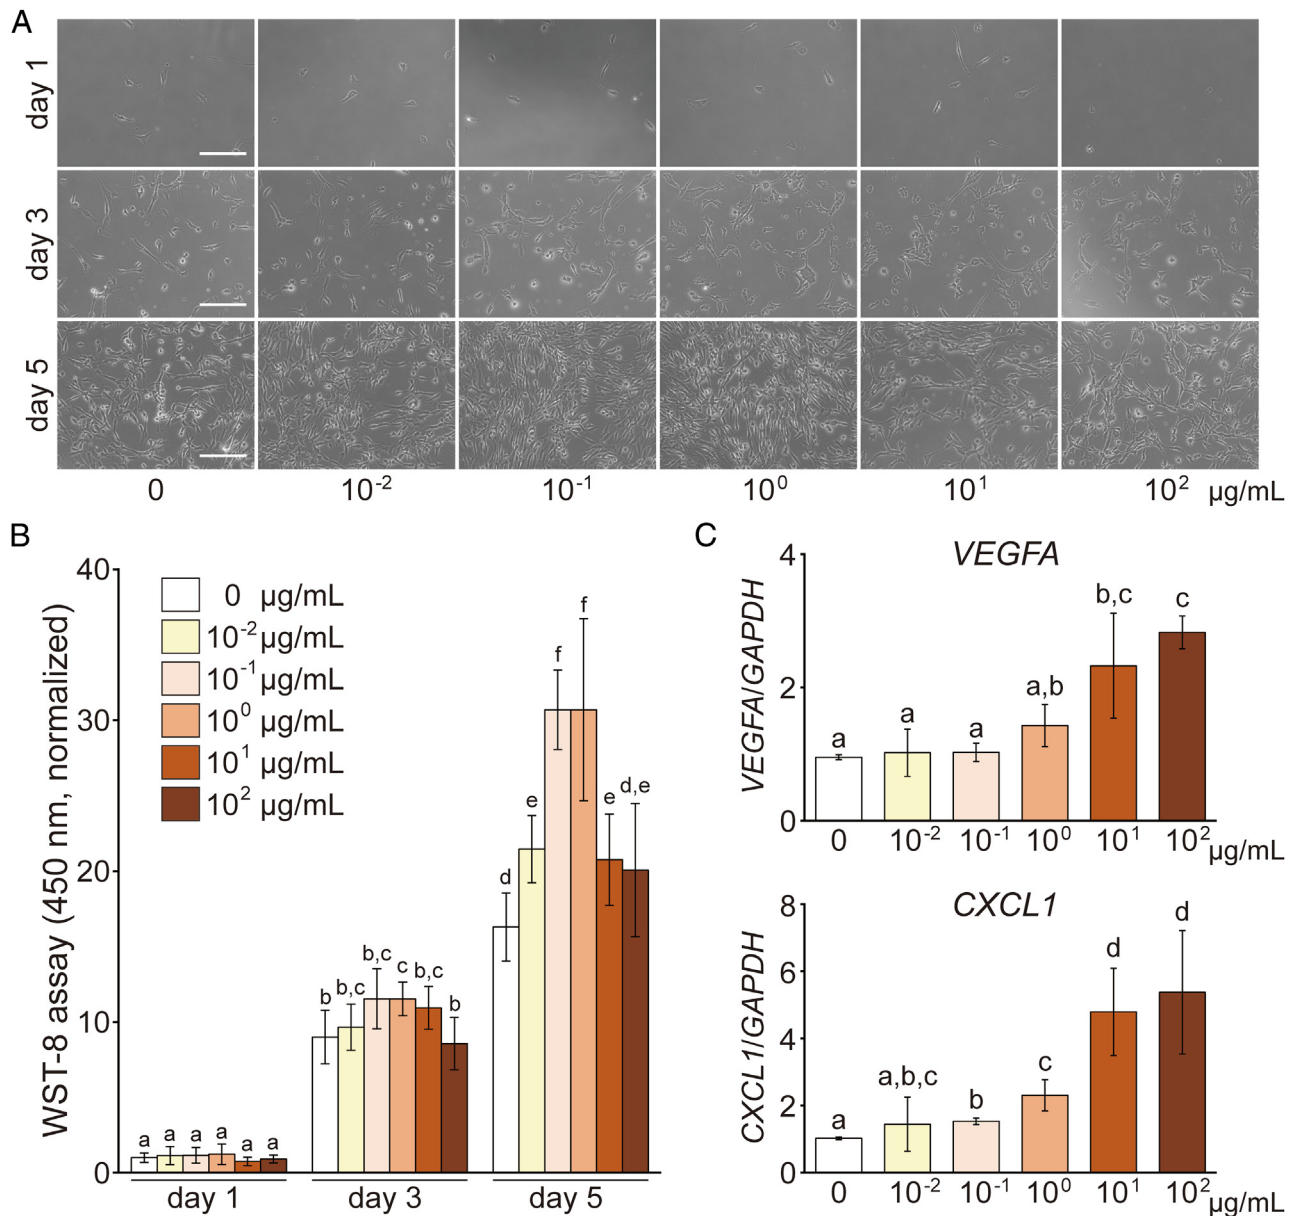 A
day 1
day 3
day 5
0 10⁻² 10⁻¹ 10⁰ 10¹ 10² µg/mL
B
WST-8 assay (450 nm, normalized)
40
30
20
10
0
0 µg/mL
10⁻² µg/mL
10⁻¹ µg/mL
10⁰ µg/mL
10¹ µg/mL
10² µg/mL
a a a a a a
b b,c b,c c b,c b
d e f f e d,e
day 1 day 3 day 5
C
VEGFA
VEGFA/GAPDH
4
2
0
a a a a,b b,c c
0 10⁻² 10⁻¹ 10⁰ 10¹ 10² µg/mL
CXCL1
CXCL1/GAPDH
8
6
4
2
0
a a,b,c b c d d
0 10⁻² 10⁻¹ 10⁰ 10¹ 10² µg/mL